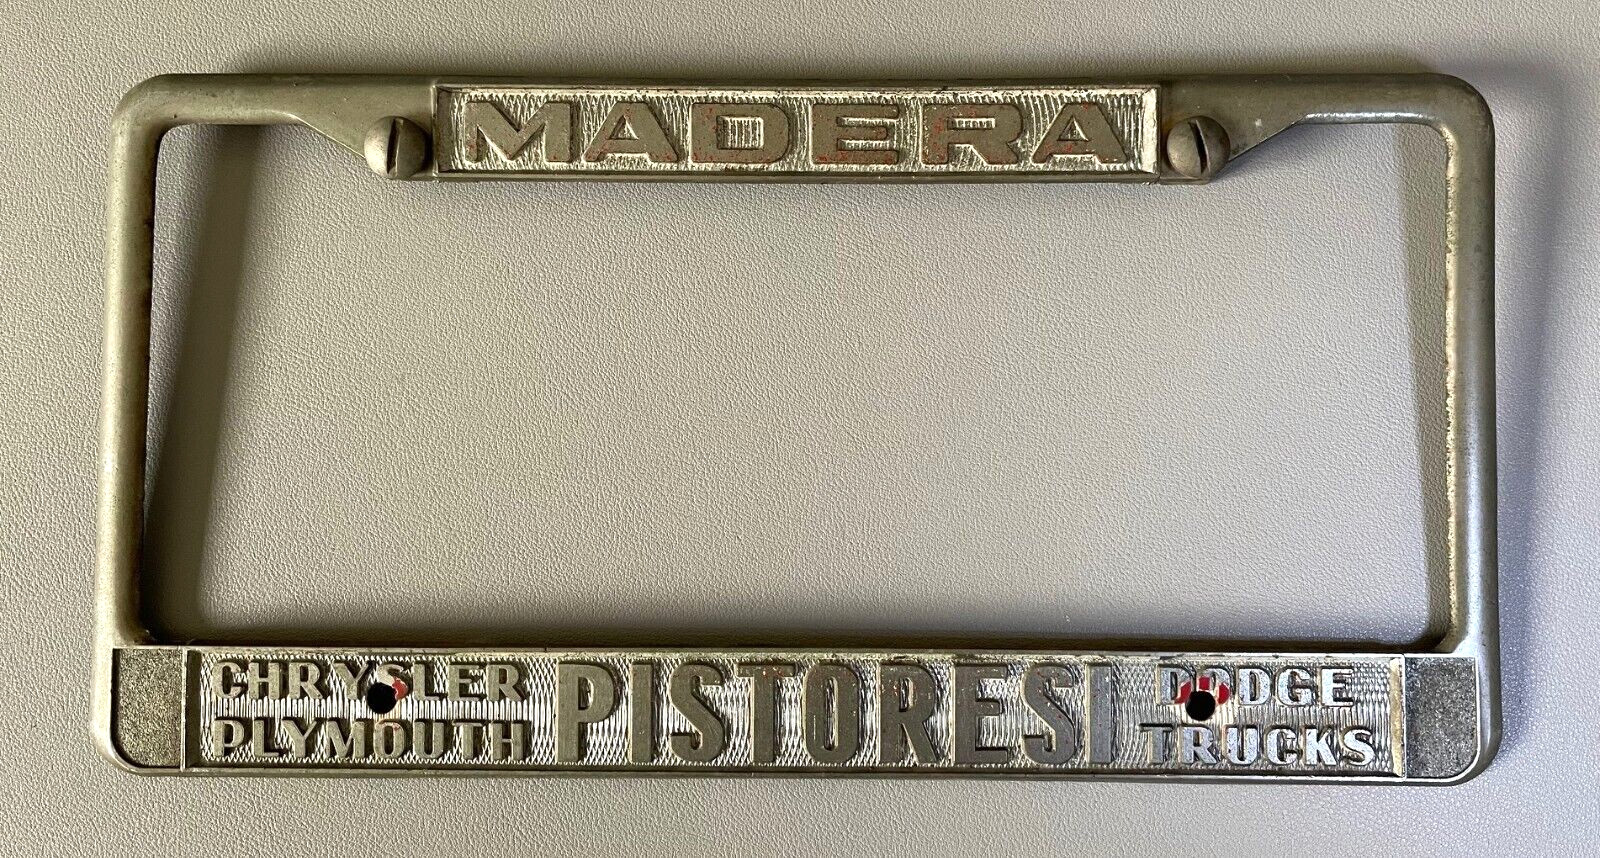 MADERA
CHRYSLER
PLYMOUTH
PISTORESI
DODGE
TRUCKS